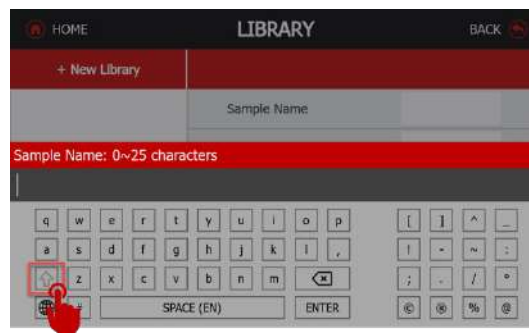 HOME LIBRARY BACK
+ New Library
Sample Name
Sample Name: 0~25 characters
q w e r t y u i o p [ ] ^ _
a s d f g h j k l , ! - ~ :
z x c v b n m ; . / °
# SPACE (EN) ENTER © ® % @